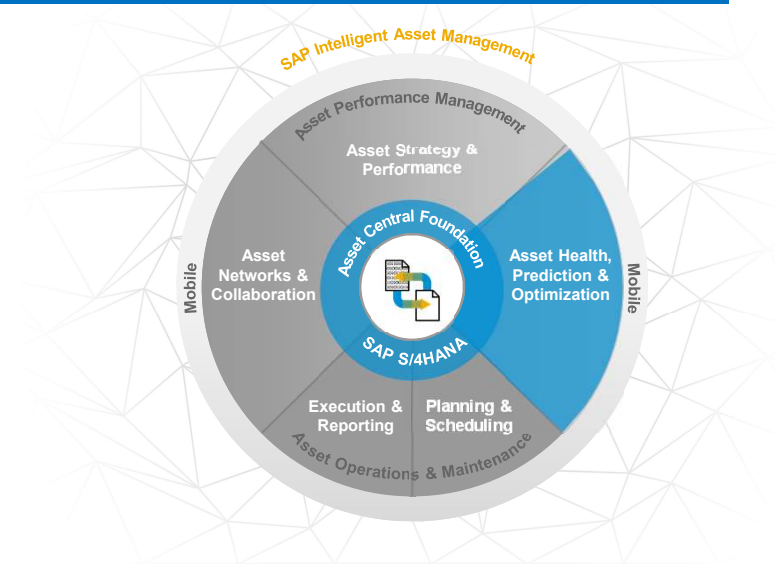 SAP Intelligent Asset Management
Asset Performance Management
Asset Strategy &
Performance
Asset Central Foundation
Asset
Networks &
Collaboration
Asset Health,
Prediction &
Optimization
Mobile
Mobile
SAP S/4HANA
Execution &
Reporting
Planning &
Scheduling
Asset Operations & Maintenance